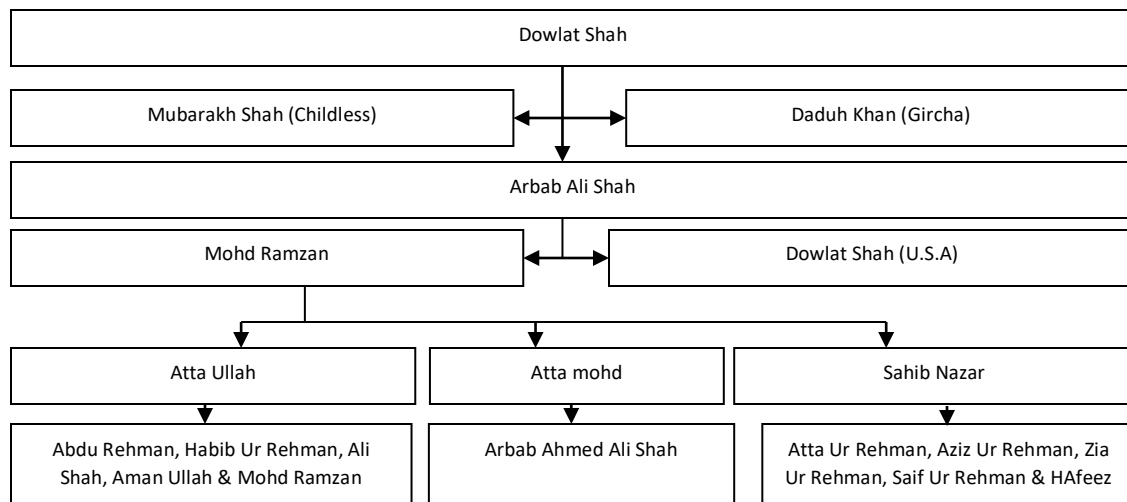 Dowlat Shah
Mubarakh Shah (Childless)
Daduh Khan (Gircha)
Arbab Ali Shah
Mohd Ramzan
Dowlat Shah (U.S.A)
Atta Ullah
Atta mohd
Sahib Nazar
Abdu Rehman, Habib Ur Rehman, Ali
Shah, Aman Ullah & Mohd Ramzan
Arbab Ahmed Ali Shah
Atta Ur Rehman, Aziz Ur Rehman, Zia
Ur Rehman, Saif Ur Rehman & HAfeez